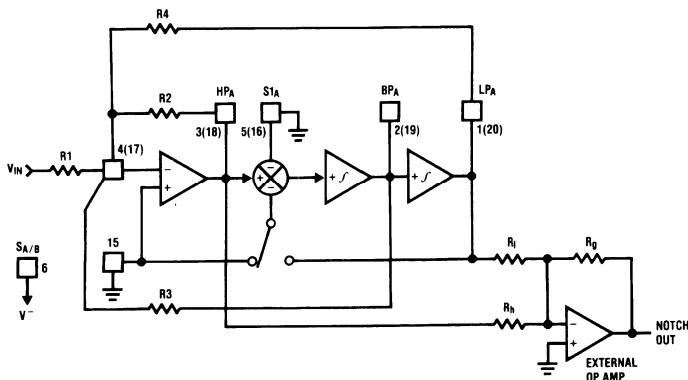 R4
HPA
S1A
BPA
LPA
R2
3(18)
5(16)
2(19)
1(20)
4(17)
VIN
R1
−
+
+
−
−
+ ∫
+ ∫
SA/B
6
V−
15
R3
Rl
Rg
Rh
−
+
NOTCH
OUT
EXTERNAL
OP AMP